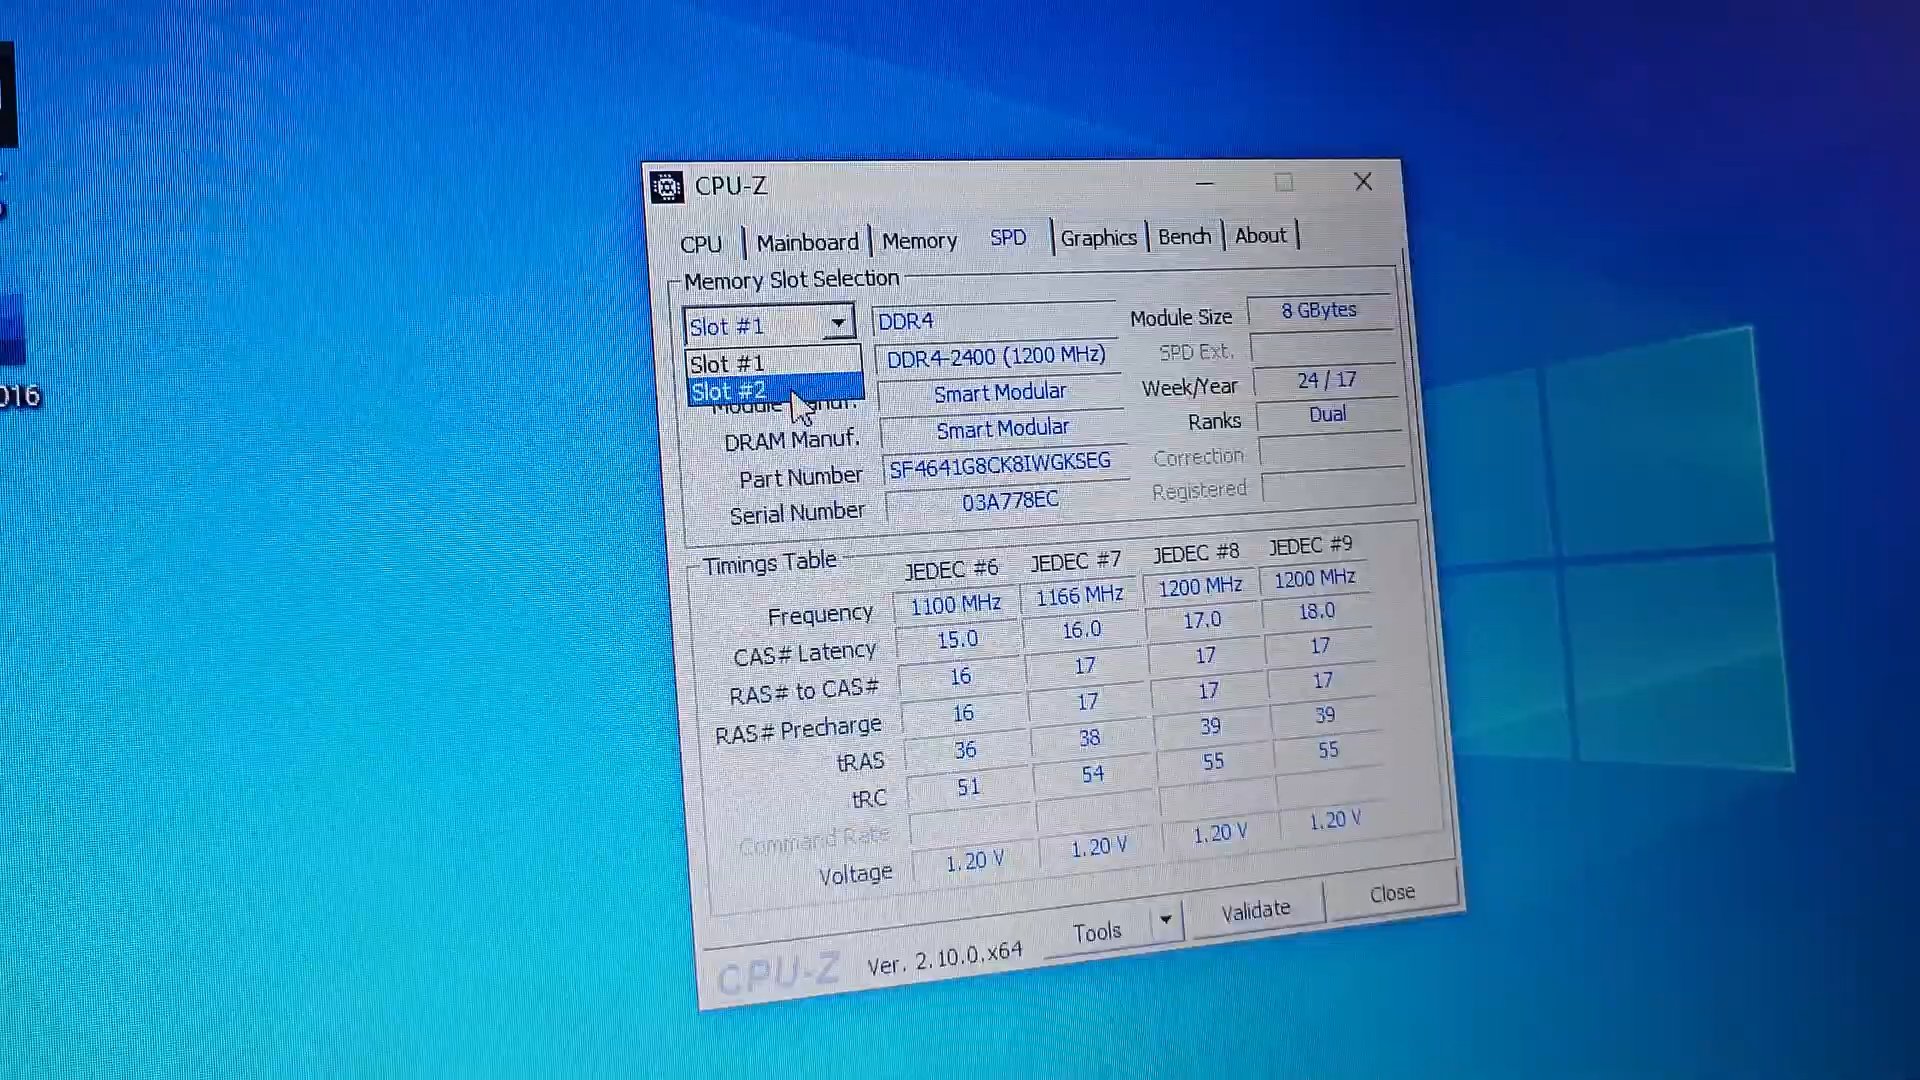 CPU-Z
CPU Mainboard Memory SPD Graphics Bench About
Memory Slot Selection
Slot #1 DDR4 Module Size 8 GBytes
Slot #1 DDR4-2400 (1200 MHz) SPD Ext.
Slot #2
Module Manuf. Smart Modular Week/Year 24 / 17
DRAM Manuf. Smart Modular Ranks Dual
Part Number SF4641G8CK8IWGKSEG Correction
Serial Number 03A778EC Registered
Timings Table
JEDEC #6 JEDEC #7 JEDEC #8 JEDEC #9
Frequency 1100 MHz 1166 MHz 1200 MHz 1200 MHz
CAS# Latency 15.0 16.0 17.0 18.0
RAS# to CAS# 16 17 17 17
RAS# Precharge 16 17 17 17
tRAS 36 38 39 39
tRC 51 54 55 55
Command Rate
Voltage 1.20 V 1.20 V 1.20 V 1.20 V
CPU-Z Ver. 2.10.0.x64 Tools Validate Close
016